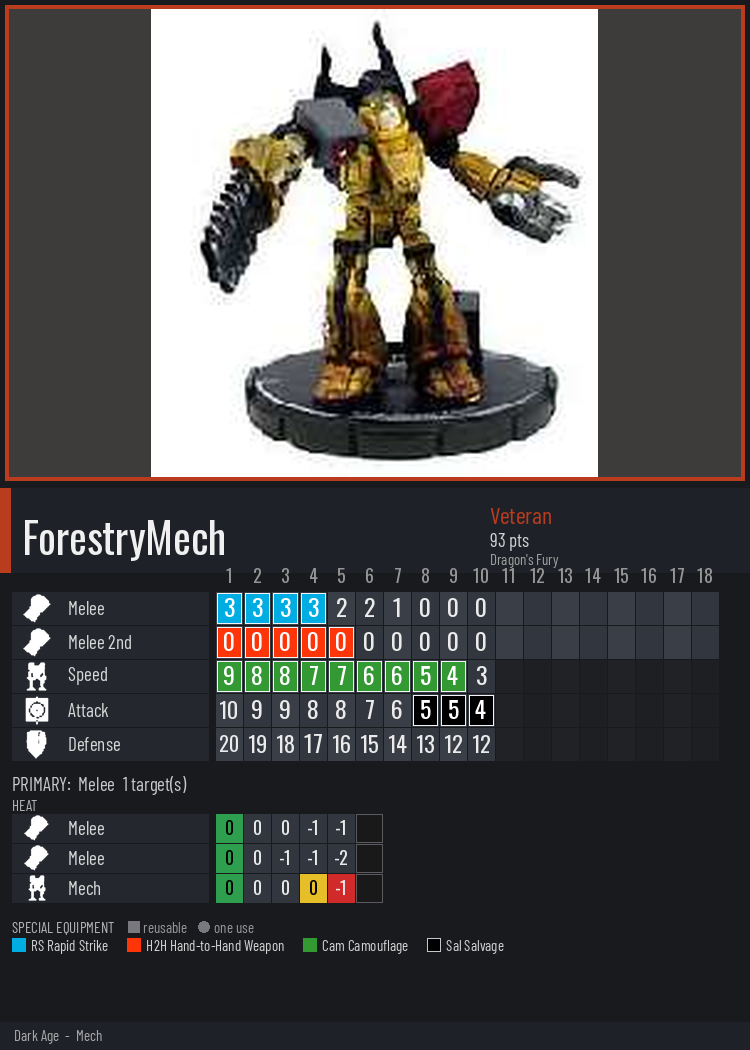 ForestryMech
Veteran
93 pts
Dragon's Fury
1 2 3 4 5 6 7 8 9 10 11 12 13 14 15 16 17 18
Melee 3 3 3 3 2 2 1 0 0 0
Melee 2nd 0 0 0 0 0 0 0 0 0 0
Speed 9 8 8 7 7 6 6 5 4 3
Attack 10 9 9 8 8 7 6 5 5 4
Defense 20 19 18 17 16 15 14 13 12 12
PRIMARY: Melee 1 target(s)
HEAT
Melee 0 0 0 -1 -1
Melee 0 0 -1 -1 -2
Mech 0 0 0 0 -1
SPECIAL EQUIPMENT reusable one use
RS Rapid Strike H2H Hand-to-Hand Weapon Cam Camouflage Sal Salvage
Dark Age - Mech